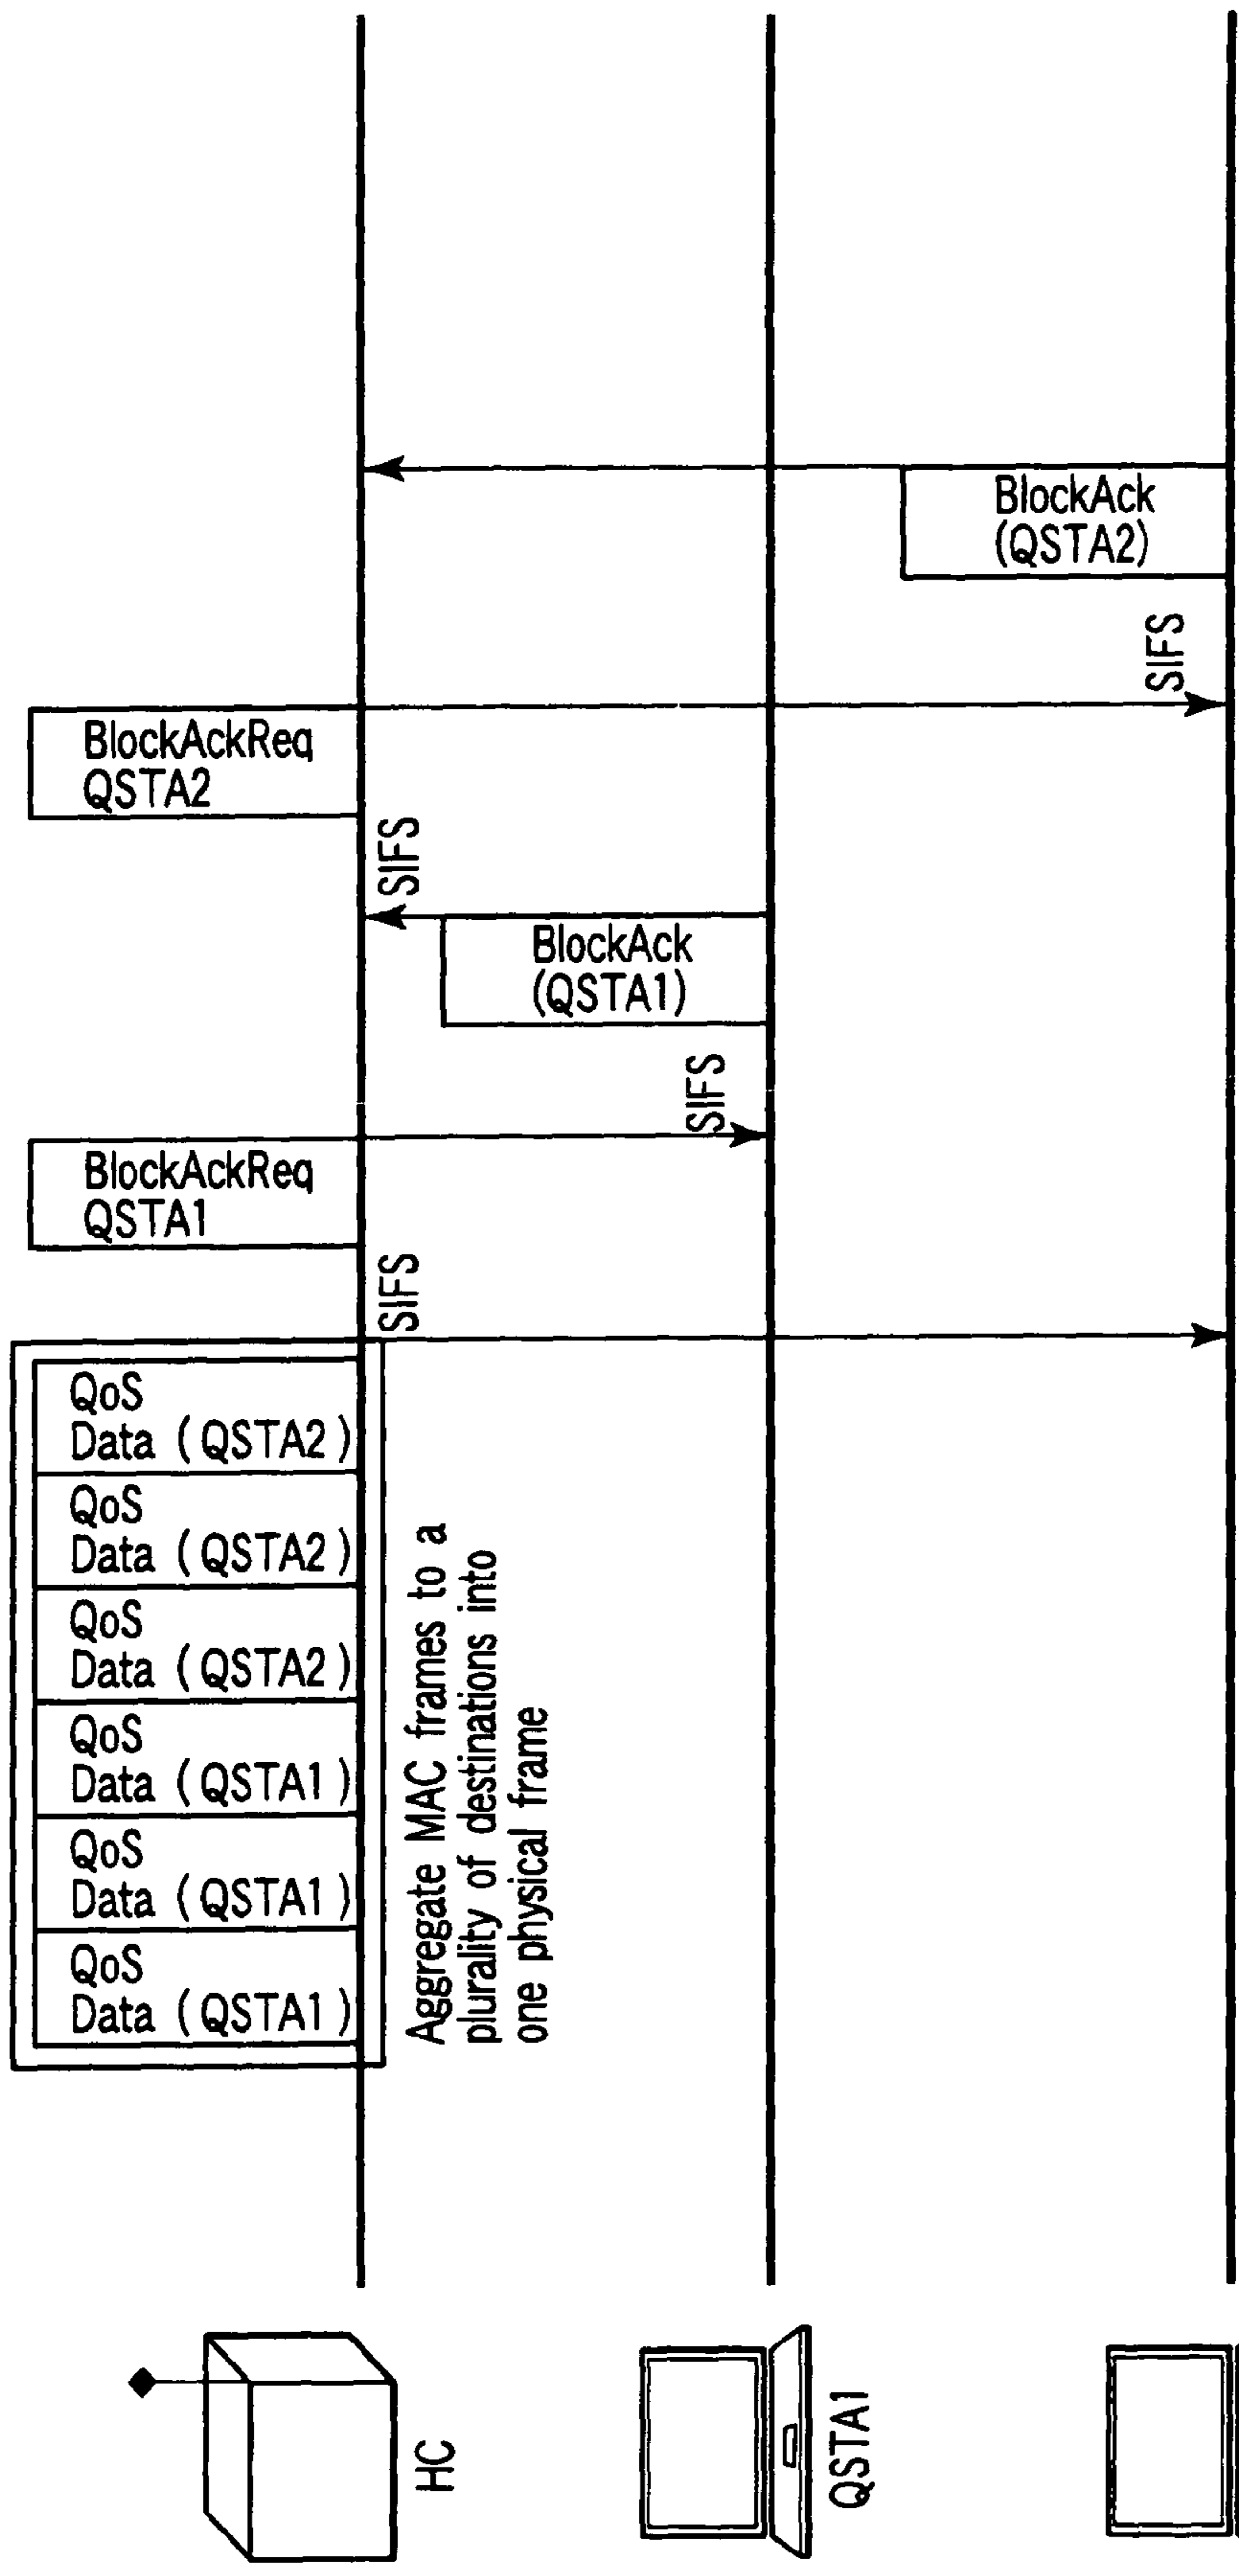 QoS
Data (QSTA1)
QoS
Data (QSTA1)
QoS
Data (QSTA1)
QoS
Data (QSTA2)
QoS
Data (QSTA2)
QoS
Data (QSTA2)
BlockAckReq
QSTA1
BlockAckReq
QSTA2
SIFS
SIFS
Aggregate MAC frames to a
plurality of destinations into
one physical frame
HC
BlockAck
(QSTA1)
SIFS
QSTA1
BlockAck
(QSTA2)
SIFS